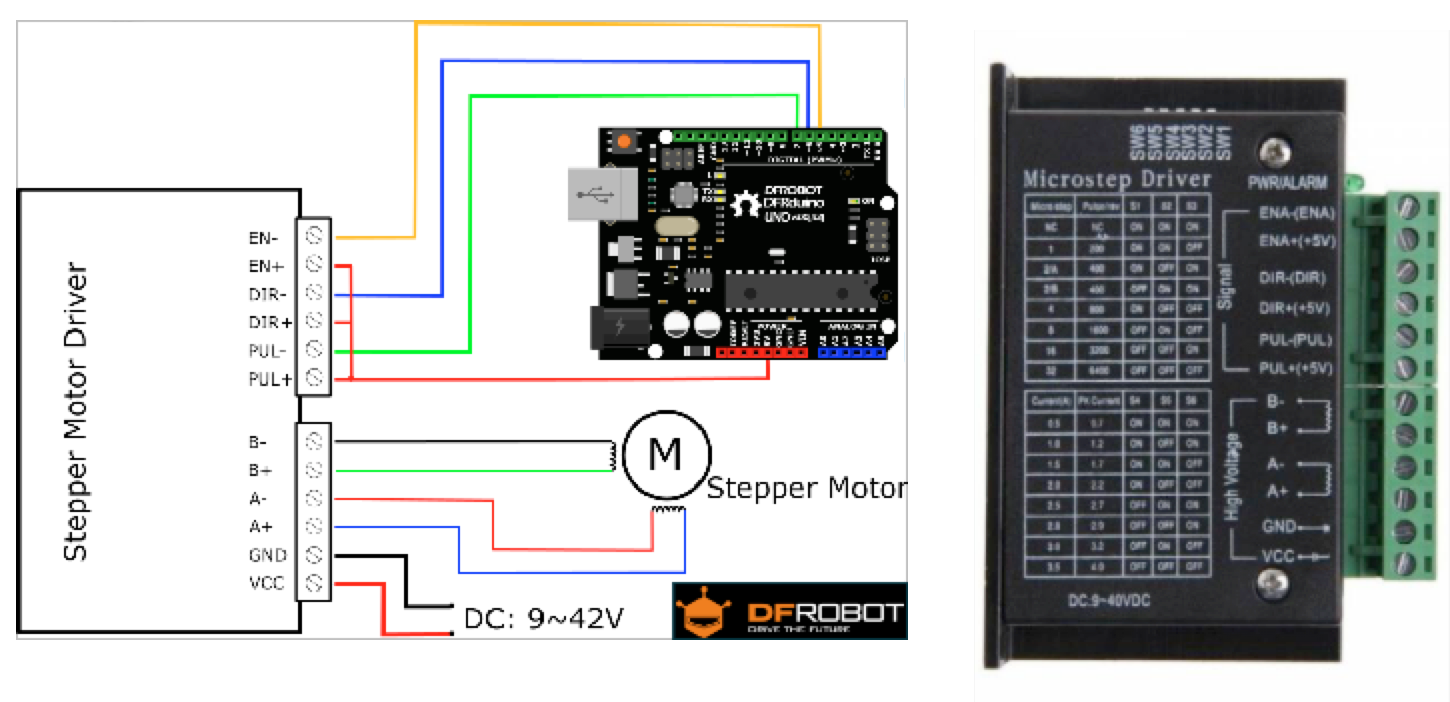 Stepper Motor Driver
EN-
EN+
DIR-
DIR+
PUL-
PUL+
B-
B+
A-
A+
GND
VCC
DC: 9~42V
M
Stepper Motor
DFROBOT
DFRduino
UNO
DIGITAL (PWM~)
ON
POWER
ANALOG IN
DFROBOT
DRIVE THE FUTURE
SW6
SW5
SW4
SW3
SW2
SW1
Microstep Driver
PWR/ALARM
Micro step Pulse/rev S1 S2 S3
NC NC ON ON ON
1 200 ON ON OFF
2/A 400 ON OFF ON
2/B 400 OFF ON ON
4 800 ON OFF OFF
8 1600 OFF ON OFF
16 3200 OFF OFF ON
32 6400 OFF OFF OFF
Current(A) PK Current S4 S5 S6
0.5 0.7 ON ON ON
1.0 1.2 ON OFF ON
1.5 1.7 ON ON OFF
2.0 2.2 ON OFF OFF
2.5 2.7 OFF ON ON
2.8 2.9 OFF OFF ON
3.0 3.2 OFF ON OFF
3.5 4.0 OFF OFF OFF
DC:9~40VDC
Signal
ENA-(ENA)
ENA+(+5V)
DIR-(DIR)
DIR+(+5V)
PUL-(PUL)
PUL+(+5V)
High Voltage
B-
B+
A-
A+
GND
VCC